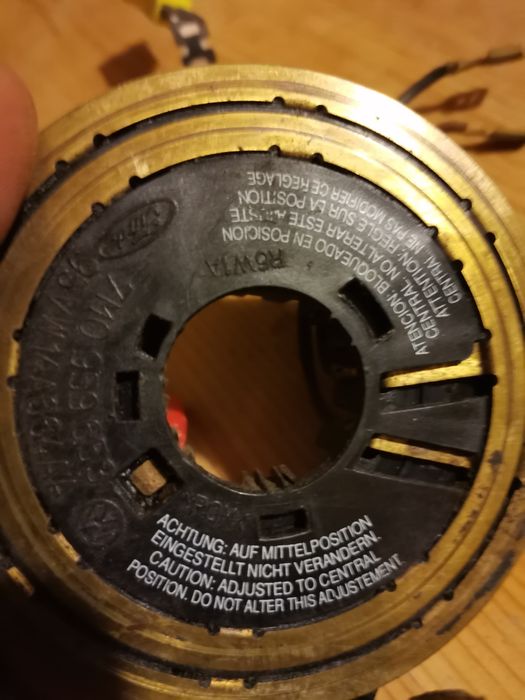 ATENCION BLOQUEADO EN POSICION
CENTRAL NO ALTERAR ESTE AJUSTE
ATTENTION: REGLE SUR LA POSITION
CENTRAL NE PAS MODIFIER CE REGLAGE
R5W1A
Ford
7M0 959 653
ACHTUNG: AUF MITTELPOSITION
EINGESTELLT NICHT VERÄNDERN.
CAUTION: ADJUSTED TO CENTRAL
POSITION. DO NOT ALTER THIS ADJUSTEMENT